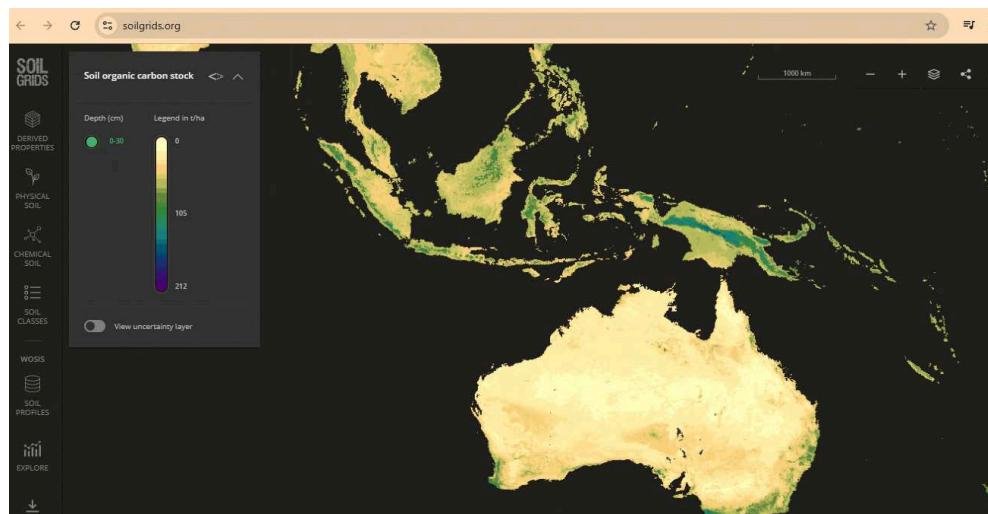 soilgrids.org
SOIL
GRIDS
Soil organic carbon stock
1000 km
Depth (cm)
Legend in t/ha
0-30
0
105
212
View uncertainty layer
DERIVED
PROPERTIES
PHYSICAL
SOIL
CHEMICAL
SOIL
SOIL
CLASSES
WOSIS
SOIL
PROFILES
EXPLORE